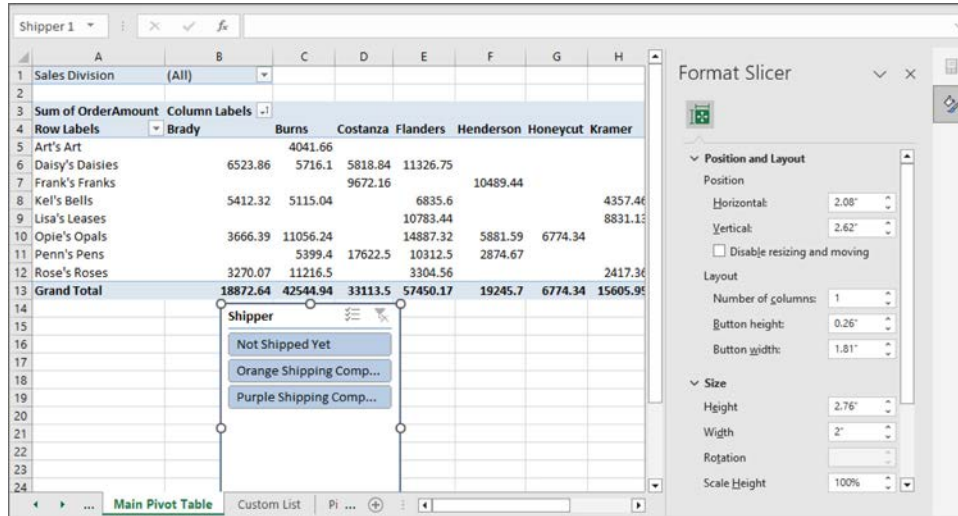 Shipper 1 fx
A B C D E F G H
1 Sales Division (All)
2
3 Sum of OrderAmount Column Labels
4 Row Labels Brady Burns Costanza Flanders Henderson Honeycut Kramer
5 Art's Art 4041.66
6 Daisy's Daisies 6523.86 5716.1 5818.84 11326.75
7 Frank's Franks 9672.16 10489.44
8 Kel's Bells 5412.32 5115.04 6835.6 4357.46
9 Lisa's Leases 10783.44 8831.13
10 Opie's Opals 3666.39 11056.24 14887.32 5881.59 6774.34
11 Penn's Pens 5399.4 17622.5 10312.5 2874.67
12 Rose's Roses 3270.07 11216.5 3304.56 2417.36
13 Grand Total 18872.64 42544.94 33113.5 57450.17 19245.7 6774.34 15605.95
14
15
16
17
18
19
20
21
22
23
24
Shipper
Not Shipped Yet
Orange Shipping Comp...
Purple Shipping Comp...
... Main Pivot Table Custom List Pi ...
Format Slicer
Position and Layout
Position
Horizontal: 2.08"
Vertical: 2.62"
Disable resizing and moving
Layout
Number of columns: 1
Button height: 0.26"
Button width: 1.81"
Size
Height 2.76"
Width 2"
Rotation
Scale Height 100%